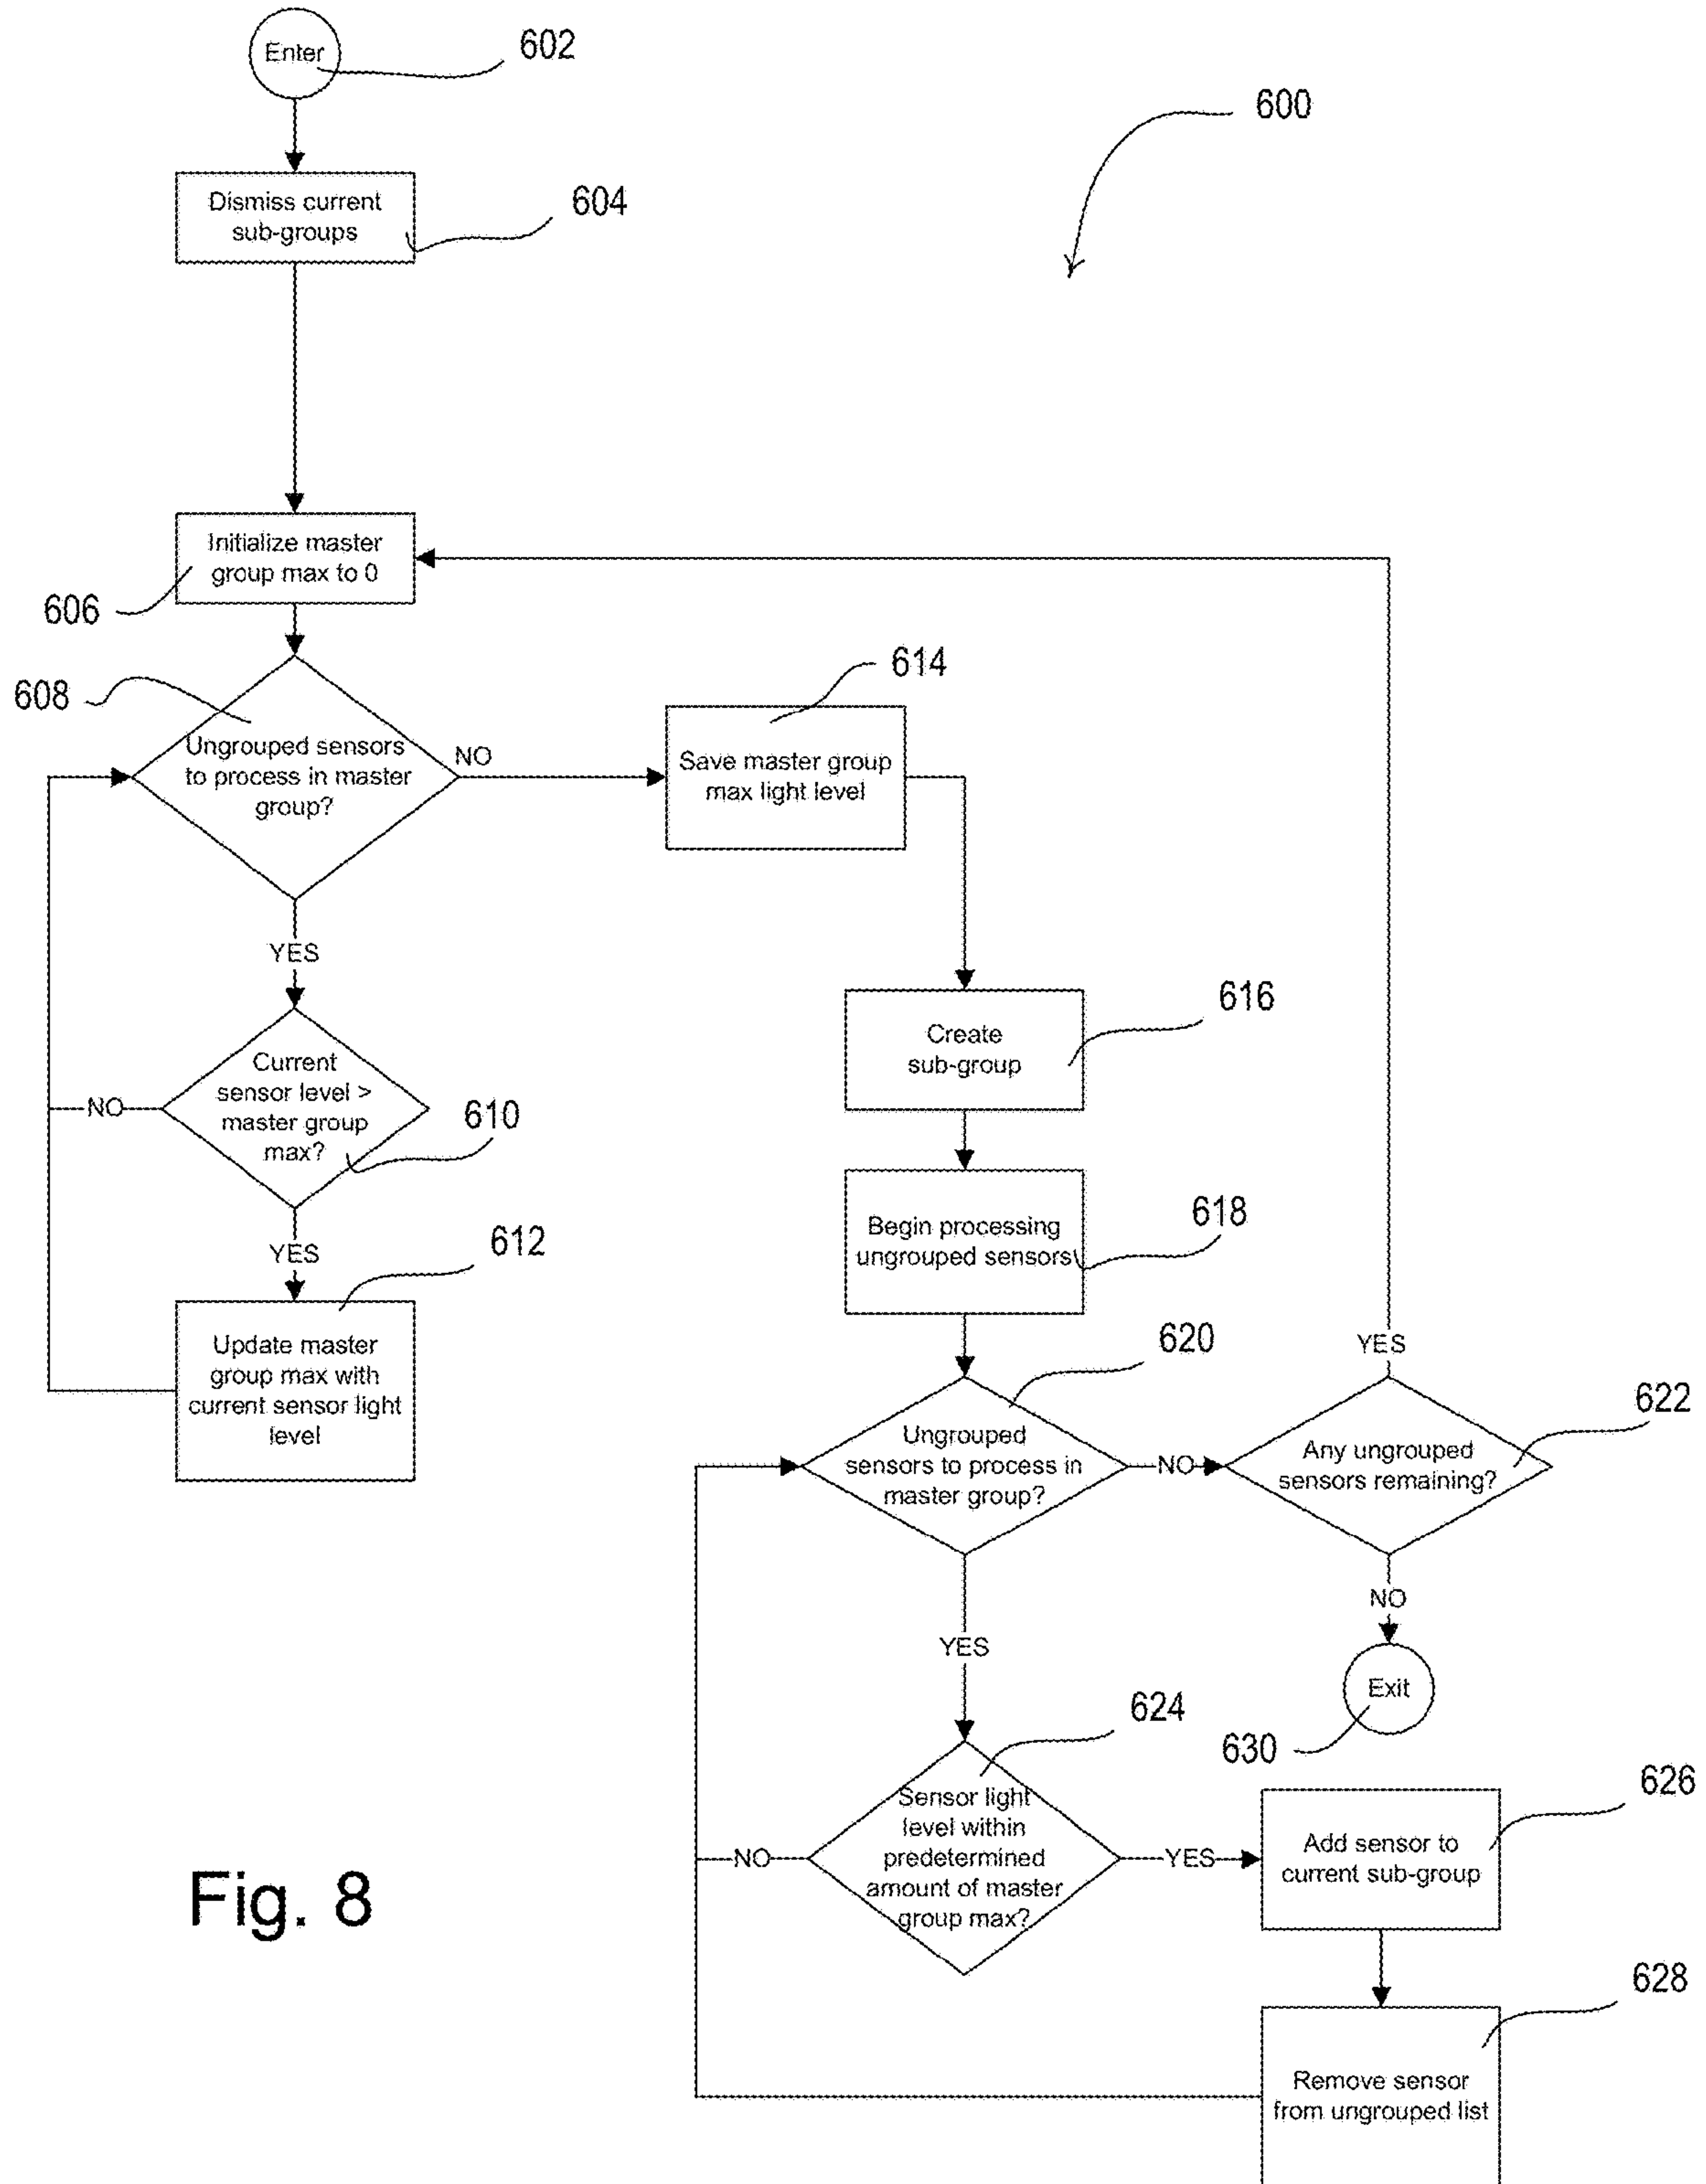 Enter
602
600
Dismiss current
sub-groups
604
Initialize master
group max to 0
606
608
Ungrouped sensors
to process in master
group?
NO
614
Save master group
max light level
YES
Current
sensor level >
master group
max?
NO
610
YES
612
Update master
group max with
current sensor light
level
616
Create
sub-group
618
Begin processing
ungrouped sensors
620
Ungrouped
sensors to process in
master group?
NO
YES
622
Any ungrouped
sensors remaining?
NO
Exit
630
YES
624
Sensor light
level within
predetermined
amount of master
group max?
NO
YES
626
Add sensor to
current sub-group
628
Remove sensor
from ungrouped list
Fig. 8